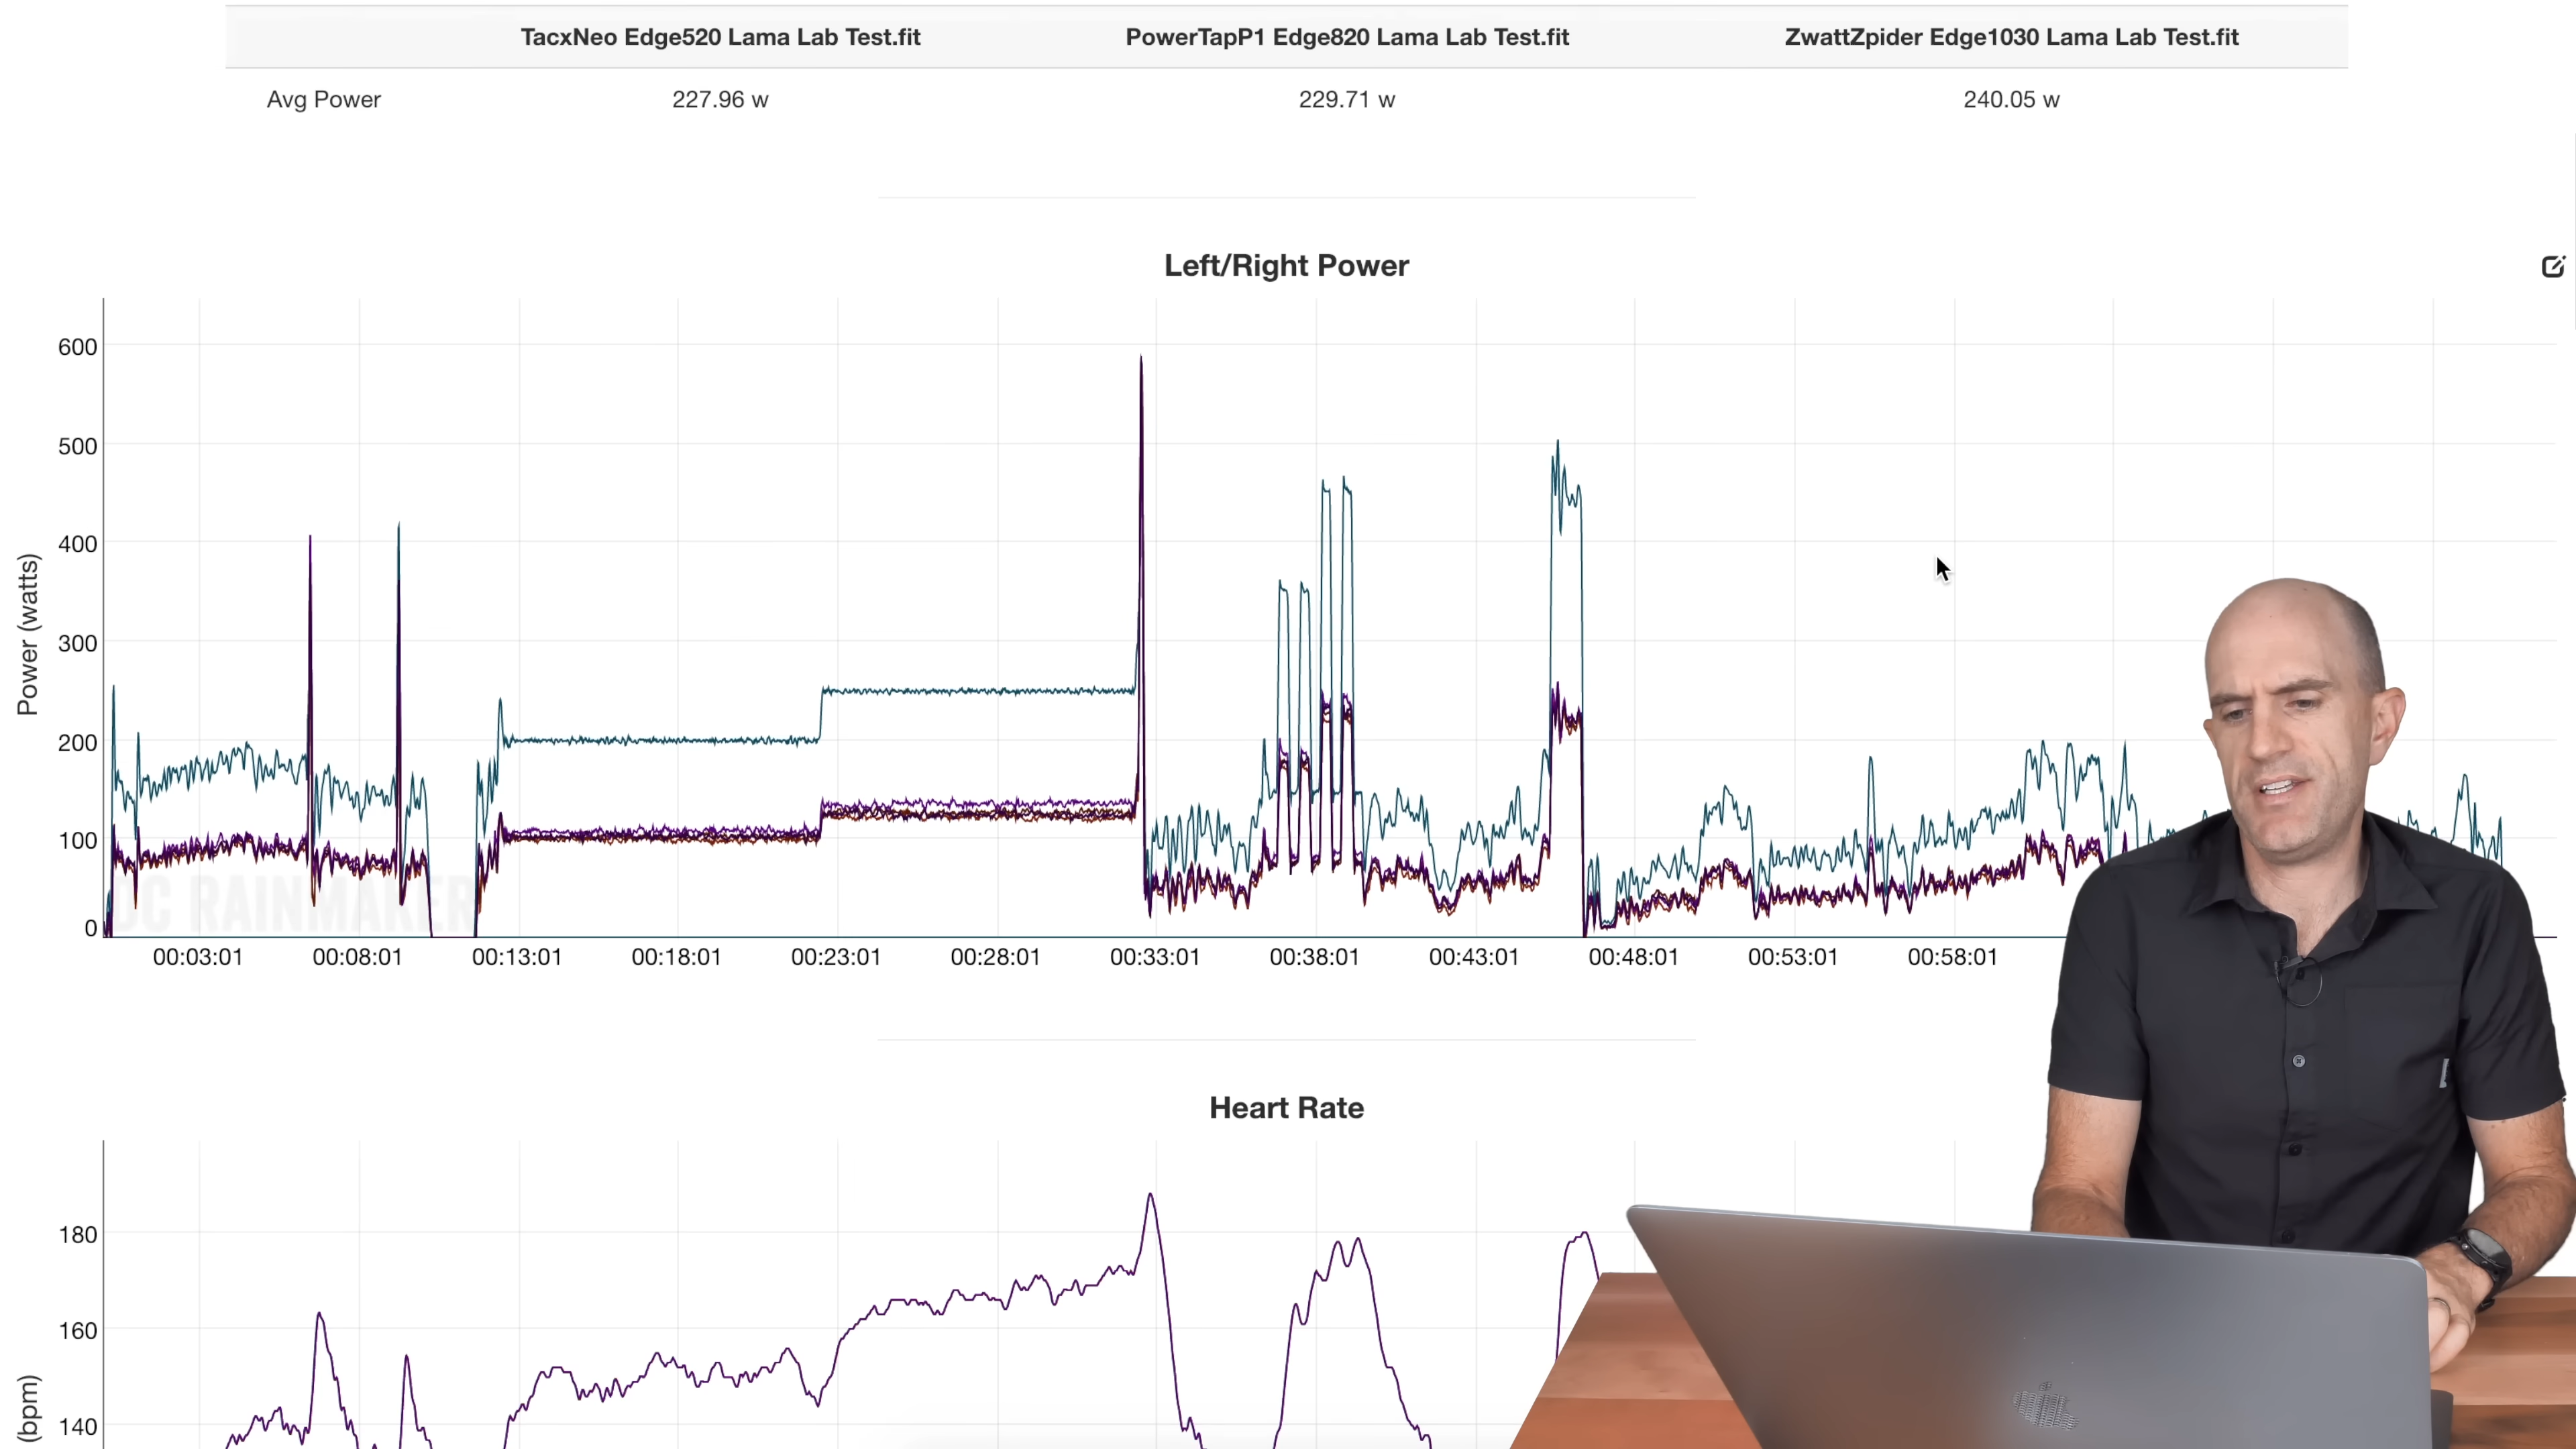 TacxNeo Edge520 Lama Lab Test.fit PowerTapP1 Edge820 Lama Lab Test.fit ZwattZpider Edge1030 Lama Lab Test.fit
Avg Power 227.96 w 229.71 w 240.05 w
Left/Right Power
Power (watts)
600
500
400
300
200
100
0
DC RAINMAKER
00:03:01 00:08:01 00:13:01 00:18:01 00:23:01 00:28:01 00:33:01 00:38:01 00:43:01 00:48:01 00:53:01 00:58:01
Heart Rate
(bpm)
180
160
140